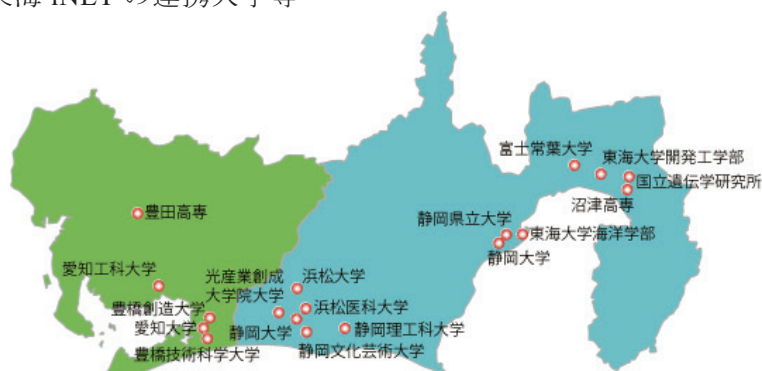 富士常葉大学
東海大学開発工学部
国立遺伝学研究所
沼津高専
豊田高専
静岡県立大学
東海大学海洋学部
静岡大学
愛知工科大学
光産業創成
大学院大学
浜松大学
豊橋創造大学
浜松医科大学
愛知大学
静岡大学
静岡理工科大学
豊橋技術科学大学
静岡文化芸術大学